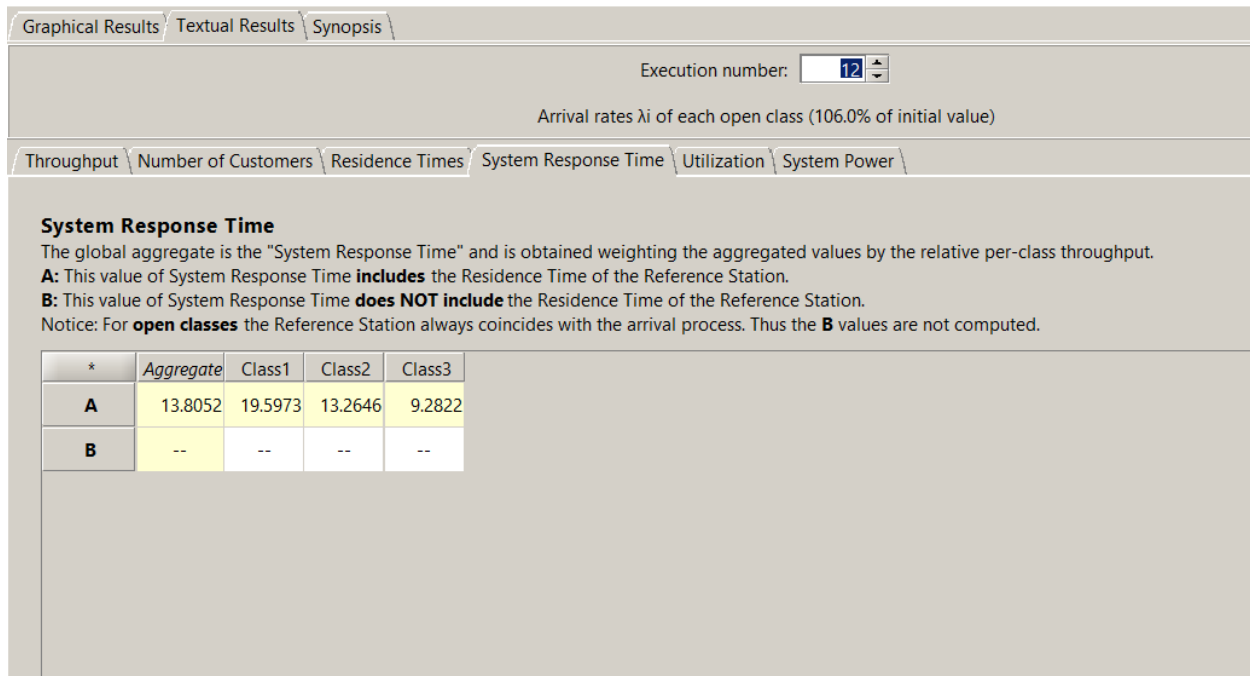 Graphical Results Textual Results Synopsis
Execution number: 12
Arrival rates λi of each open class (106.0% of initial value)
Throughput Number of Customers Residence Times System Response Time Utilization System Power
System Response Time
The global aggregate is the "System Response Time" and is obtained weighting the aggregated values by the relative per-class throughput.
A: This value of System Response Time includes the Residence Time of the Reference Station.
B: This value of System Response Time does NOT include the Residence Time of the Reference Station.
Notice: For open classes the Reference Station always coincides with the arrival process. Thus the B values are not computed.
* Aggregate Class1 Class2 Class3
A 13.8052 19.5973 13.2646 9.2822
B -- -- -- --